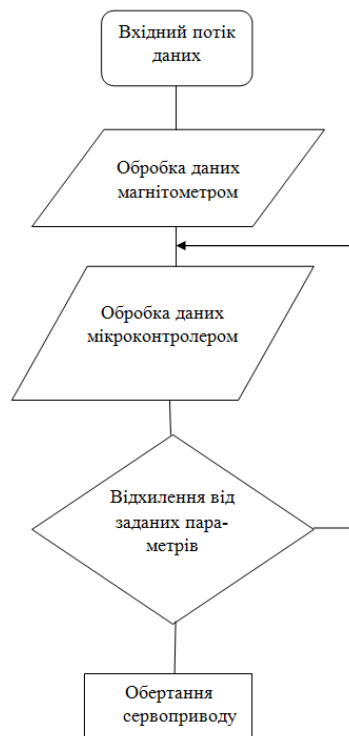 Вхідний потік
даних
Обробка даних
магнітометром
Обробка даних
мікроконтролером
Відхилення від
заданих пара-
метрів
Обертання
сервоприводу